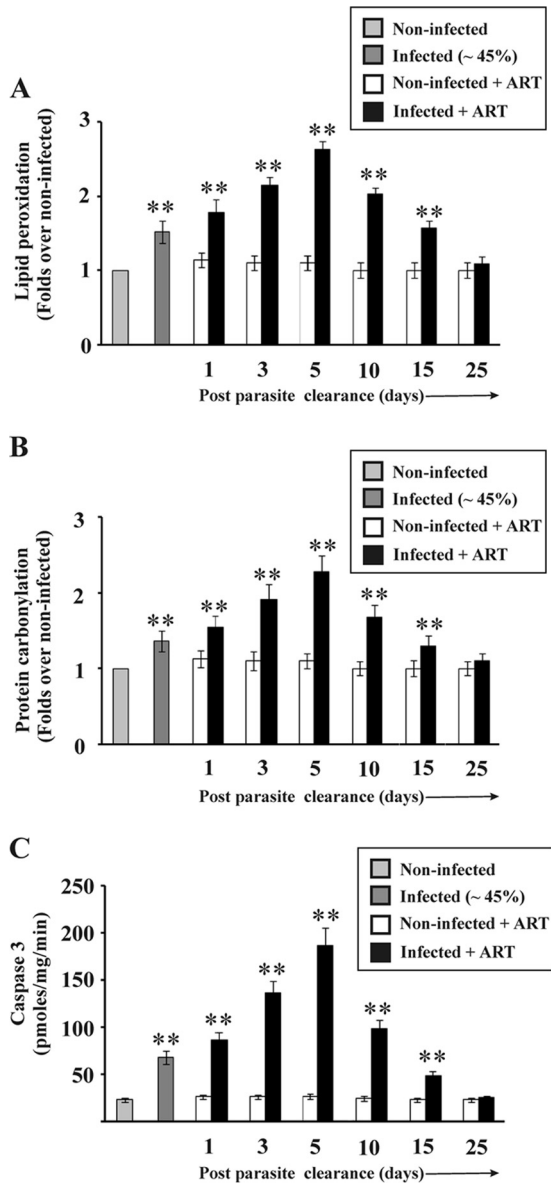 Non-infected
Infected (~ 45%)
Non-infected + ART
Infected + ART
A
Lipid peroxidation
(Folds over non-infected)
3
2
1
0
**
**
**
**
**
**
1 3 5 10 15 25
Post parasite clearance (days)
B
Non-infected
Infected (~ 45%)
Non-infected + ART
Infected + ART
Protein carbonylation
(Folds over non-infected)
3
2
1
0
**
**
**
**
**
**
1 3 5 10 15 25
Post parasite clearance (days)
C
Non-infected
Infected (~ 45%)
Non-infected + ART
Infected + ART
Caspase 3
(pmoles/mg/min)
250
200
150
100
50
**
**
**
**
**
**
1 3 5 10 15 25
Post parasite clearance (days)